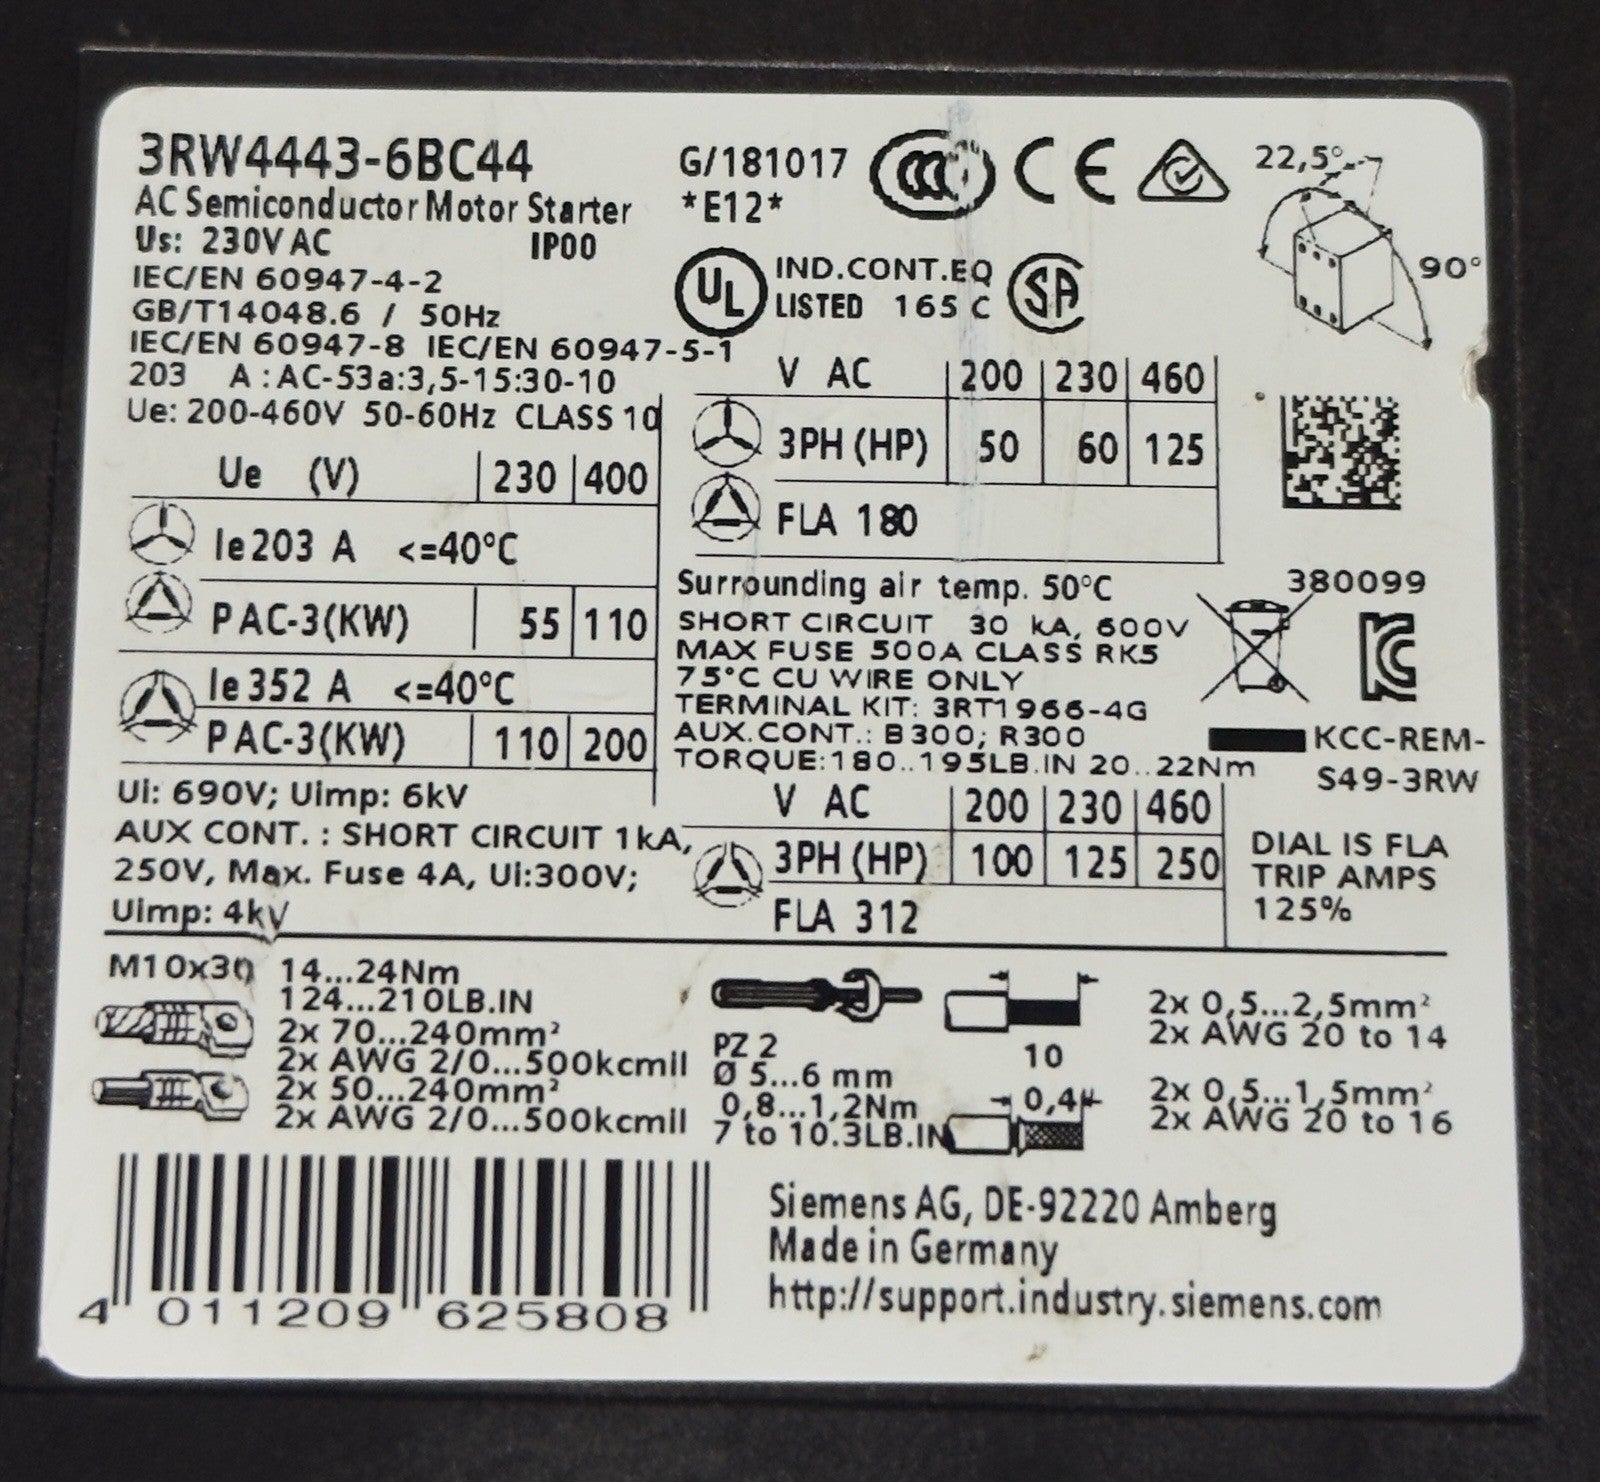 3RW4443-6BC44
AC Semiconductor Motor Starter
Us: 230V AC IP00
IEC/EN 60947-4-2
GB/T14048.6 / 50Hz
IEC/EN 60947-8 IEC/EN 60947-5-1
203 A : AC-53a:3,5-15:30-10
Ue: 200-460V 50-60Hz CLASS 10
Ue (V) 230 400
Ie 203 A <=40°C
P AC-3(KW) 55 110
Ie 352 A <=40°C
P AC-3(KW) 110 200
Ui: 690V; Uimp: 6kV
AUX CONT. : SHORT CIRCUIT 1kA,
250V, Max. Fuse 4A, Ui:300V;
Uimp: 4kV
G/181017
*E12*
CCC CE
UL IND.CONT.EQ
LISTED 165 C SA
22,5°
90°
V AC 200 230 460
3PH (HP) 50 60 125
FLA 180
Surrounding air temp. 50°C
SHORT CIRCUIT 30 kA, 600V
MAX FUSE 500A CLASS RK5
75°C CU WIRE ONLY
TERMINAL KIT: 3RT1966-4G
AUX.CONT.: B300; R300
TORQUE:180..195LB.IN 20..22Nm
380099
KCC-REM-
S49-3RW
V AC 200 230 460
3PH (HP) 100 125 250
FLA 312
DIAL IS FLA
TRIP AMPS
125%
M10x30 14...24Nm
124...210LB.IN
2x 70...240mm²
2x AWG 2/0...500kcmil
2x 50...240mm²
2x AWG 2/0...500kcmil
PZ 2
Ø 5...6 mm
0,8...1,2Nm
7 to 10.3LB.IN
10
0,4
2x 0,5...2,5mm²
2x AWG 20 to 14
2x 0,5...1,5mm²
2x AWG 20 to 16
4 011209 625808
Siemens AG, DE-92220 Amberg
Made in Germany
http://support.industry.siemens.com